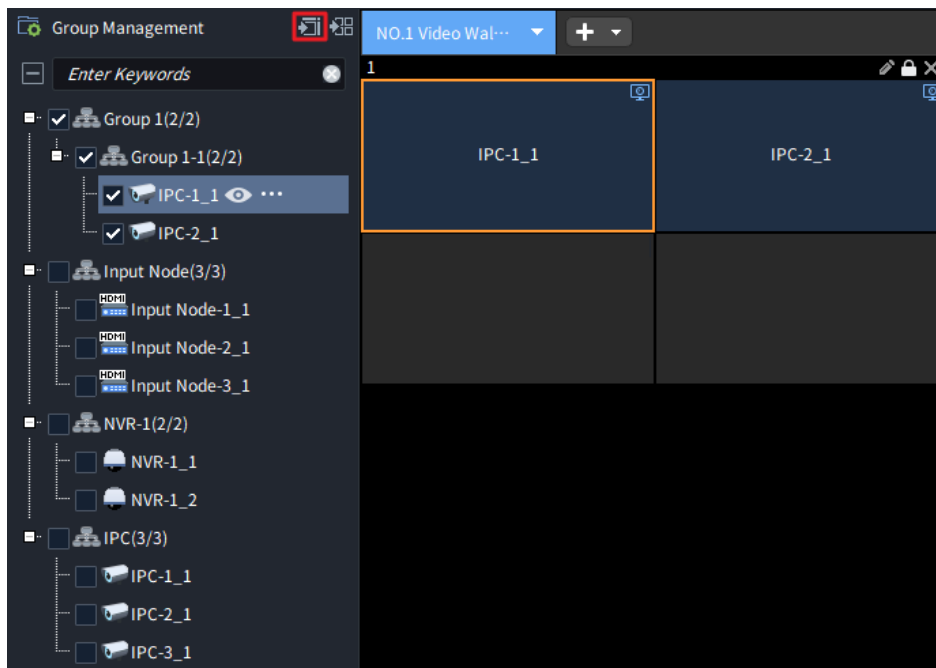 Group Management
NO.1 Video Wal···
Enter Keywords
1
Group 1(2/2)
Group 1-1(2/2)
IPC-1_1
IPC-2_1
Input Node(3/3)
HDMI
Input Node-1_1
HDMI
Input Node-2_1
HDMI
Input Node-3_1
NVR-1(2/2)
NVR-1_1
NVR-1_2
IPC(3/3)
IPC-1_1
IPC-2_1
IPC-3_1
IPC-1_1
IPC-2_1